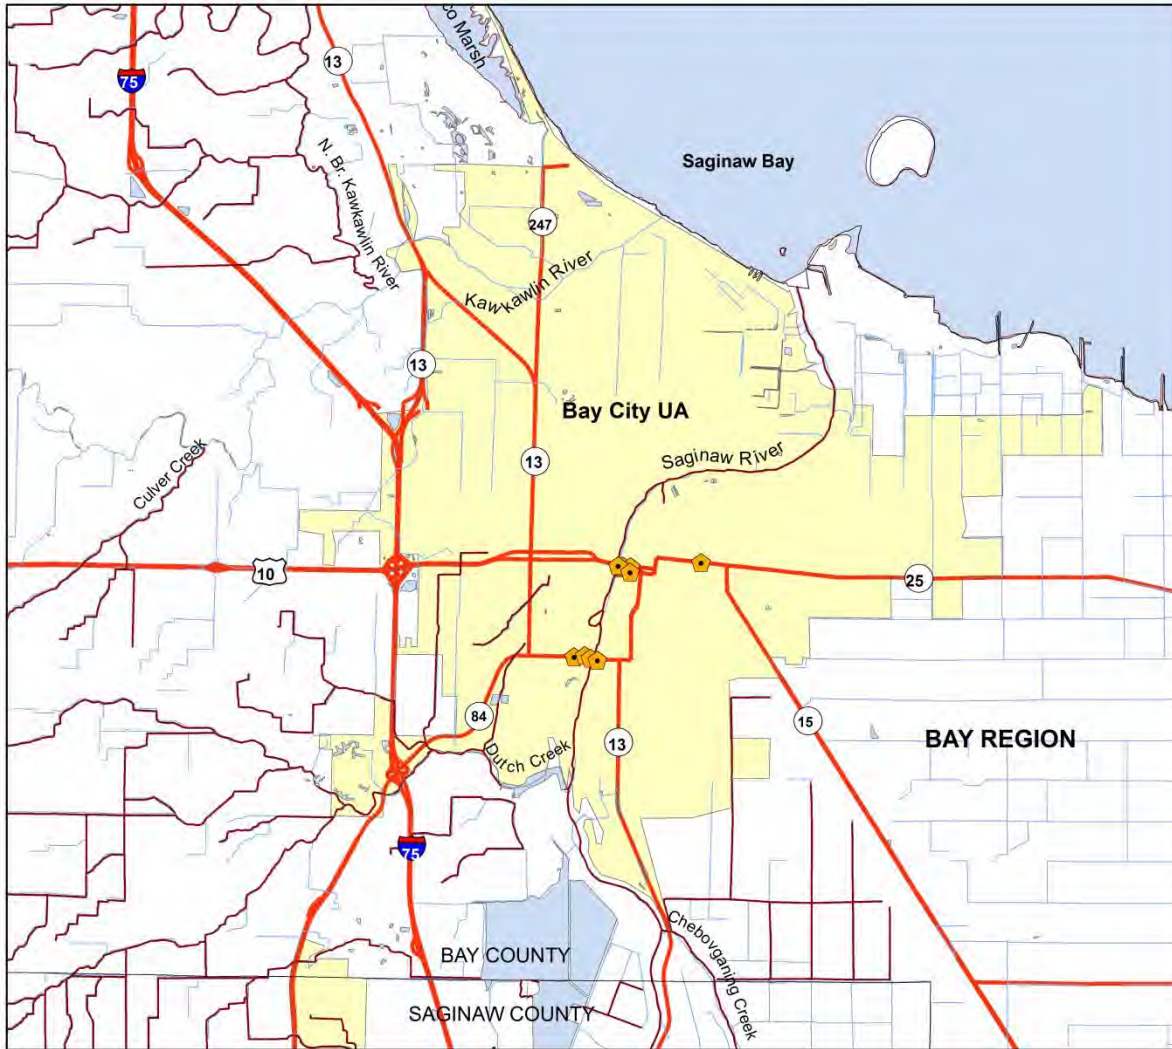 co Marsh
13
75
Saginaw Bay
N. Br. Kawkawlin River
247
Kawkawlin River
13
Bay City UA
13
Saginaw River
Culver Creek
10
25
84
13
15
Dutch Creek
BAY REGION
75
Chebovganing Creek
BAY COUNTY
SAGINAW COUNTY